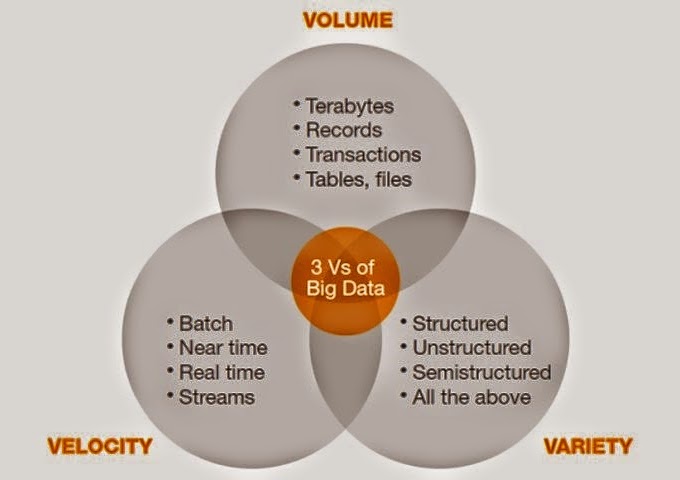 VOLUME
• Terabytes
• Records
• Transactions
• Tables, files
3 Vs of
Big Data
• Batch
• Near time
• Real time
• Streams
• Structured
• Unstructured
• Semistructured
• All the above
VELOCITY
VARIETY